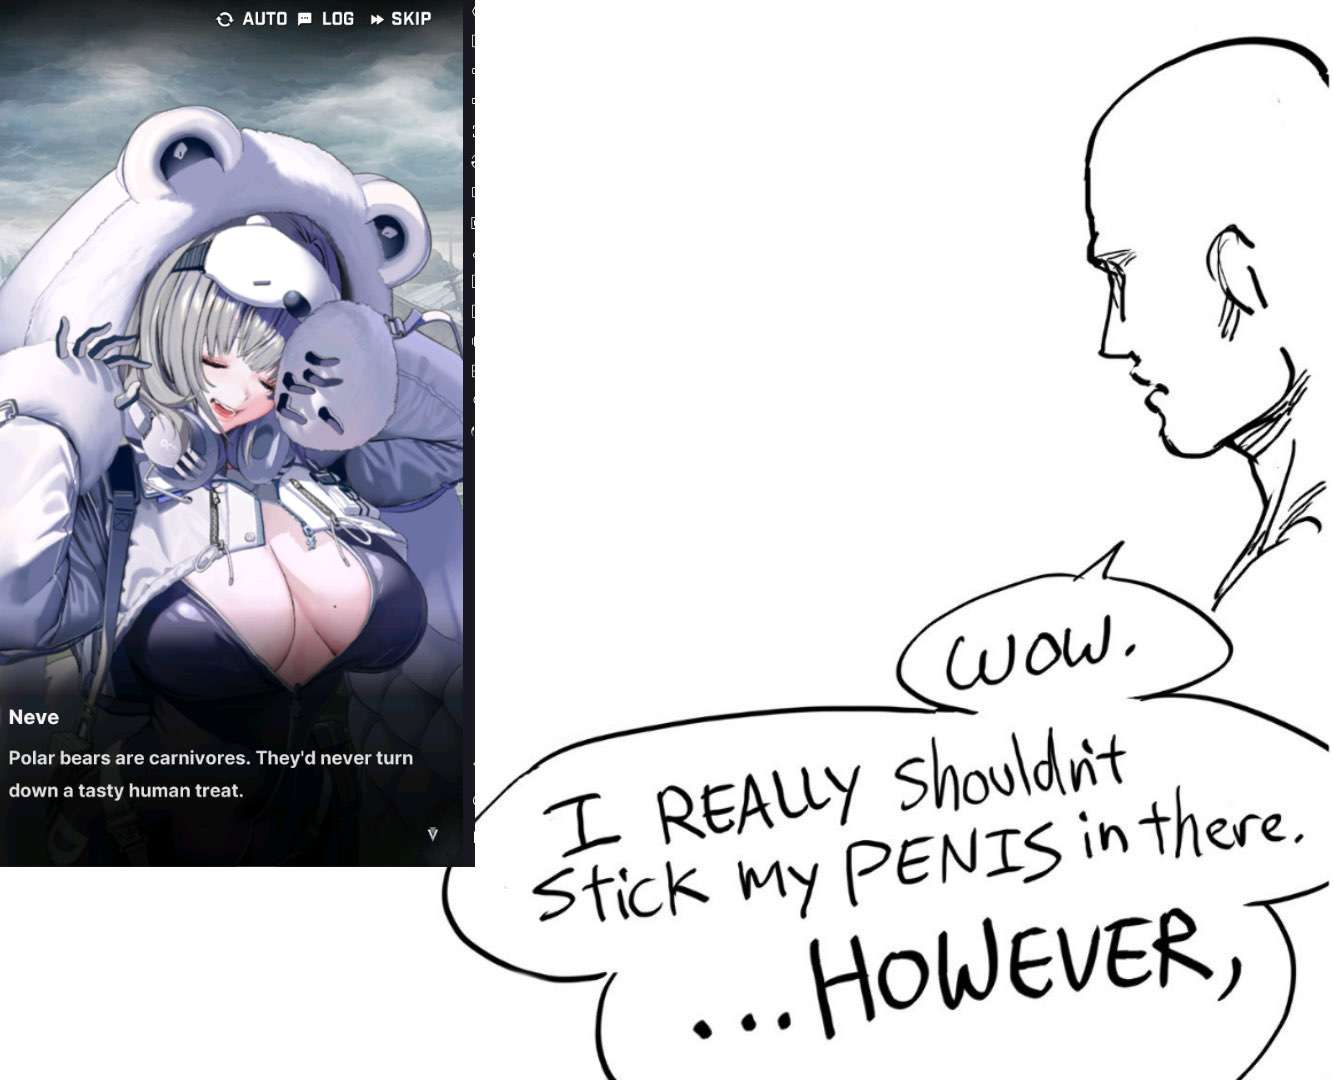 AUTO LOG SKIP
Neve
Polar bears are carnivores. They'd never turn
down a tasty human treat.
WOW.
I REALLY shouldn't
stick my PENIS in there.
...HOWEVER,